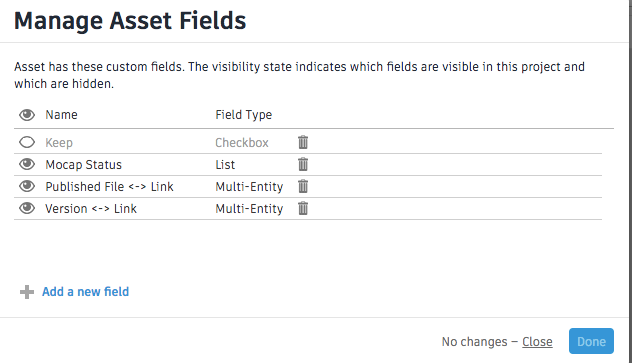 Manage Asset Fields
Asset has these custom fields. The visibility state indicates which fields are visible in this project and
which are hidden.
Name Field Type
Keep Checkbox
Mocap Status List
Published File <-> Link Multi-Entity
Version <-> Link Multi-Entity
Add a new field
No changes – Close Done